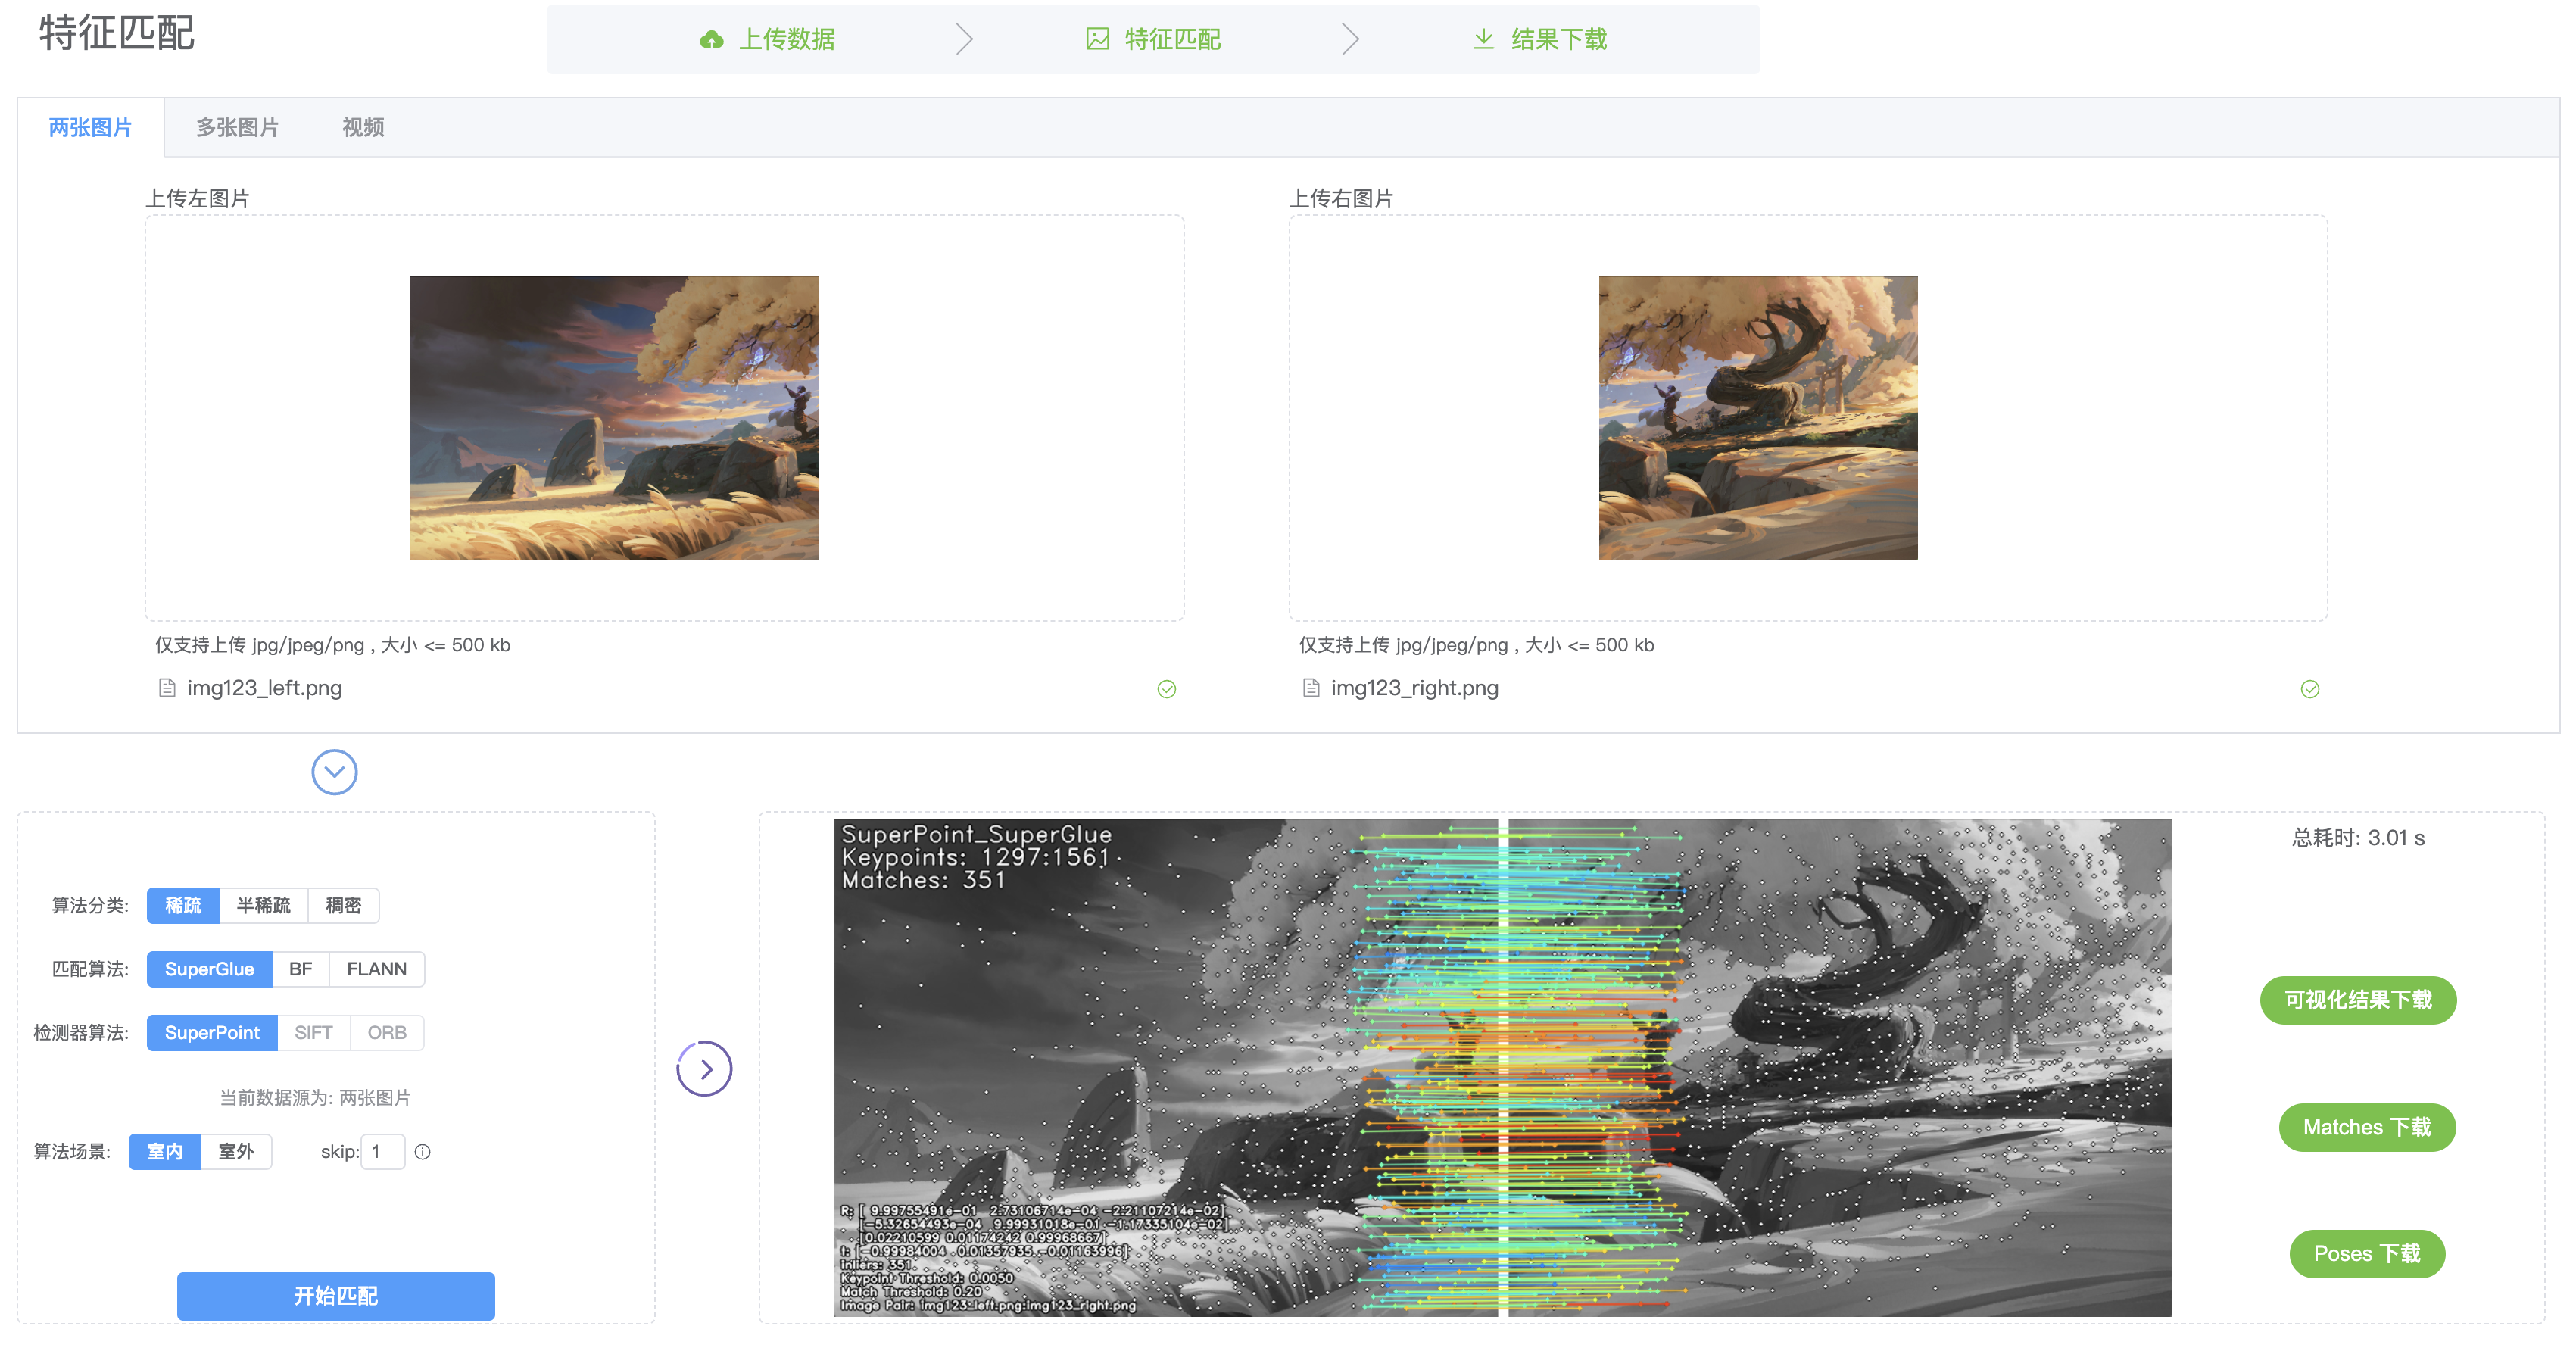 特征匹配
上传数据
特征匹配
结果下载
两张图片
多张图片
视频
上传左图片
上传右图片
仅支持上传 jpg/jpeg/png , 大小 <= 500 kb
仅支持上传 jpg/jpeg/png , 大小 <= 500 kb
img123_left.png
img123_right.png
算法分类: 稀疏 半稀疏 稠密
匹配算法: SuperGlue BF FLANN
检测器算法: SuperPoint SIFT ORB
当前数据源为: 两张图片
算法场景: 室内 室外 skip: 1
开始匹配
SuperPoint_SuperGlue
Keypoints: 1297:1561
Matches: 351
R: [ 9.99755491e-01 2.73106714e-04 -2.21107214e-02]
[-5.32654493e-04 9.99931018e-01 -1.17335104e-02]
[0.02210599 0.01174242 0.99968667]
t: [-0.99984004 0.01357935 -0.01163996]
inliers: 351
Keypoint Threshold: 0.0050
Match Threshold: 0.20
Image Pair: img123_left.png:img123_right.png
总耗时: 3.01 s
可视化结果下载
Matches 下载
Poses 下载